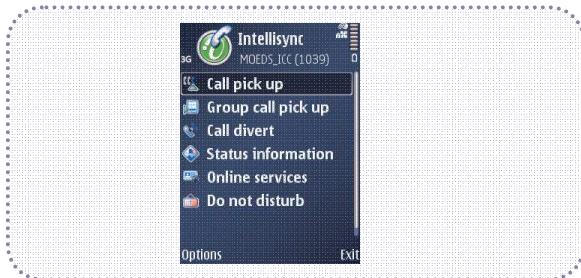 Intellisync
3G MOEDS_ICC (1039)
Call pick up
Group call pick up
Call divert
Status information
Online services
Do not disturb
Options Exit